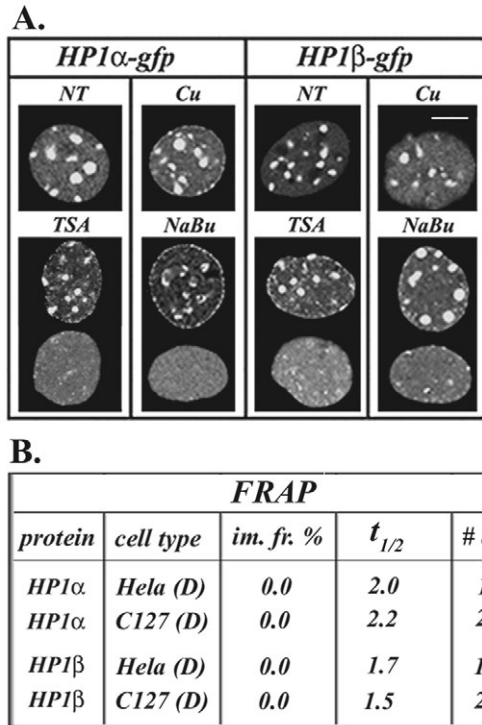 A.
HP1α-gfp HP1β-gfp
NT Cu NT Cu
TSA NaBu TSA NaBu
B.
FRAP
protein cell type im. fr. % t1/2 #
HP1α Hela (D) 0.0 2.0
HP1α C127 (D) 0.0 2.2
HP1β Hela (D) 0.0 1.7
HP1β C127 (D) 0.0 1.5